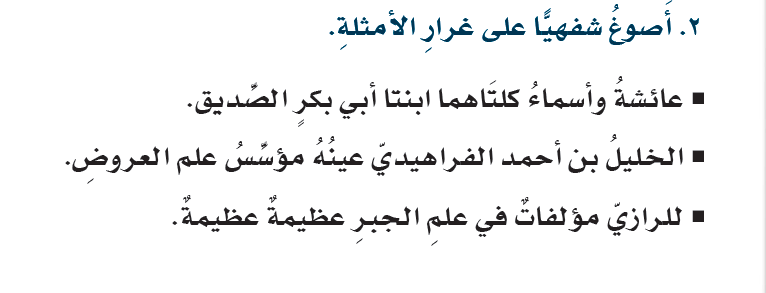 ٢. أَصوغُ شفهيًّا على غرارِ الأمثلةِ.
▪ عائشةُ وأسماءُ كلتَاهما ابنتا أبي بكرٍ الصِّديق.
▪ الخليلُ بن أحمد الفراهيديّ عينُهُ مؤسِّسُ علم العروضِ.
▪ للرازيّ مؤلفاتٌ في علمِ الجبرِ عظيمةٌ عظيمةٌ.